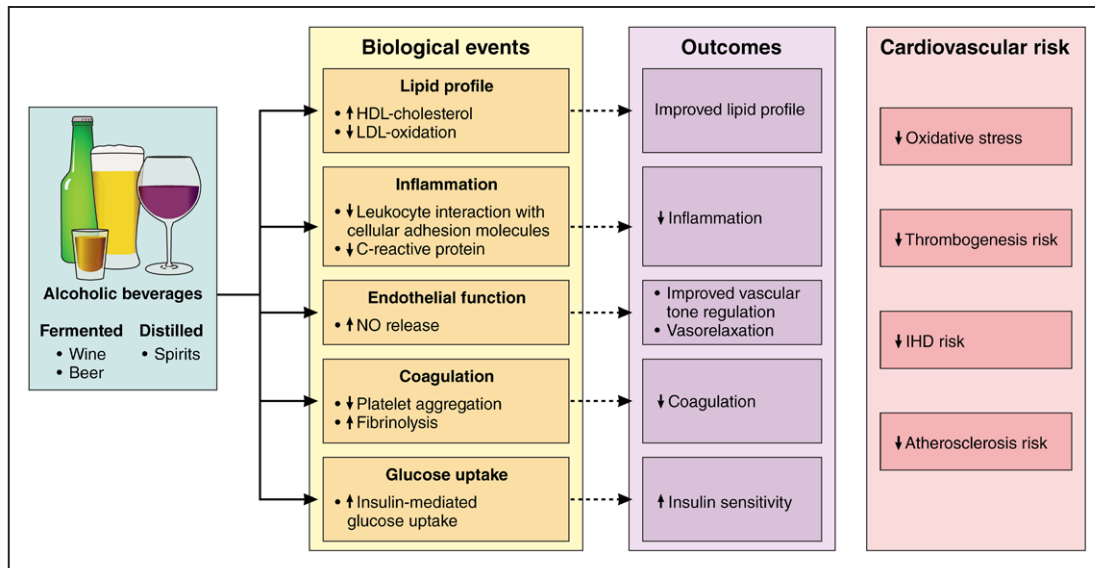 Biological events
Outcomes
Cardiovascular risk
Alcoholic beverages
Fermented
• Wine
• Beer
Distilled
• Spirits
Lipid profile
• ↑HDL-cholesterol
• ↓LDL-oxidation
Inflammation
• ↓Leukocyte interaction with
cellular adhesion molecules
• ↓C-reactive protein
Endothelial function
• ↑NO release
Coagulation
• ↓Platelet aggregation
• ↑Fibrinolysis
Glucose uptake
• ↑Insulin-mediated
glucose uptake
Improved lipid profile
↓Inflammation
• Improved vascular
tone regulation
• Vasorelaxation
↓Coagulation
↑Insulin sensitivity
↓Oxidative stress
↓Thrombogenesis risk
↓IHD risk
↓Atherosclerosis risk